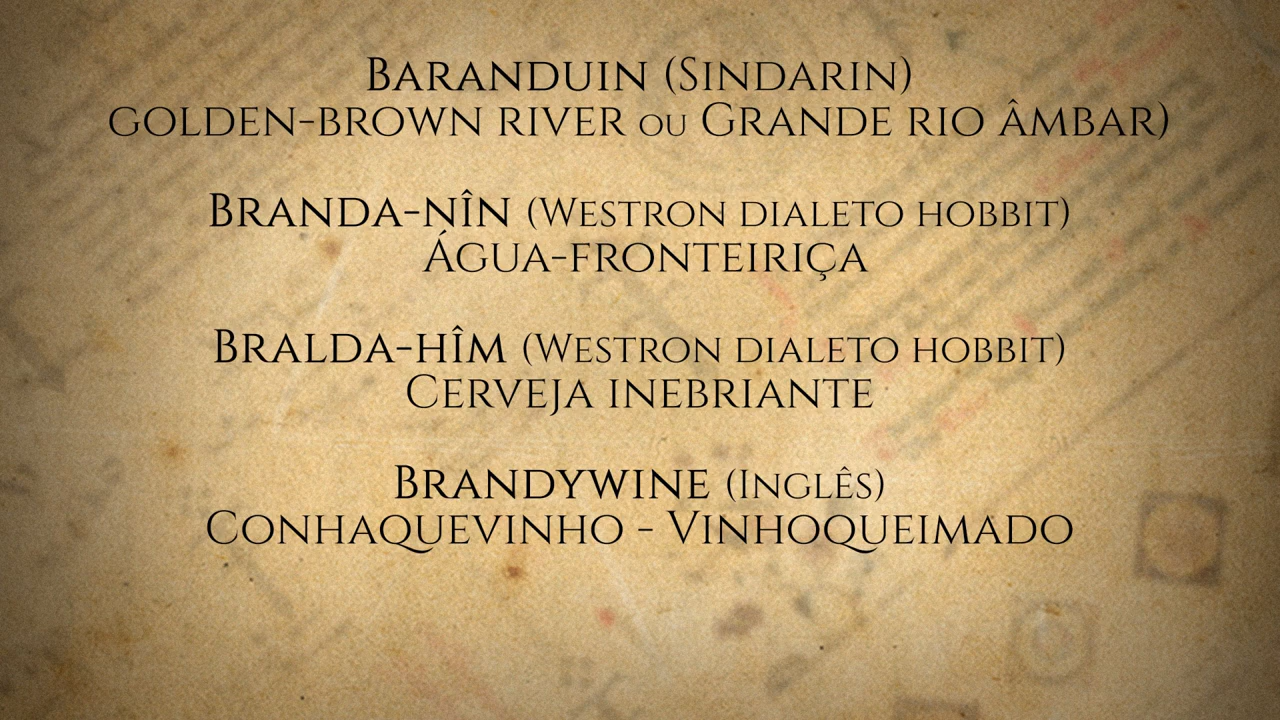 Baranduin (Sindarin)
golden-brown river ou Grande rio âmbar)
Branda-nîn (Westron dialeto hobbit)
Água-fronteiriça
Bralda-hîm (Westron dialeto hobbit)
Cerveja inebriante
Brandywine (Inglês)
Conhaquevinho - Vinhoqueimado